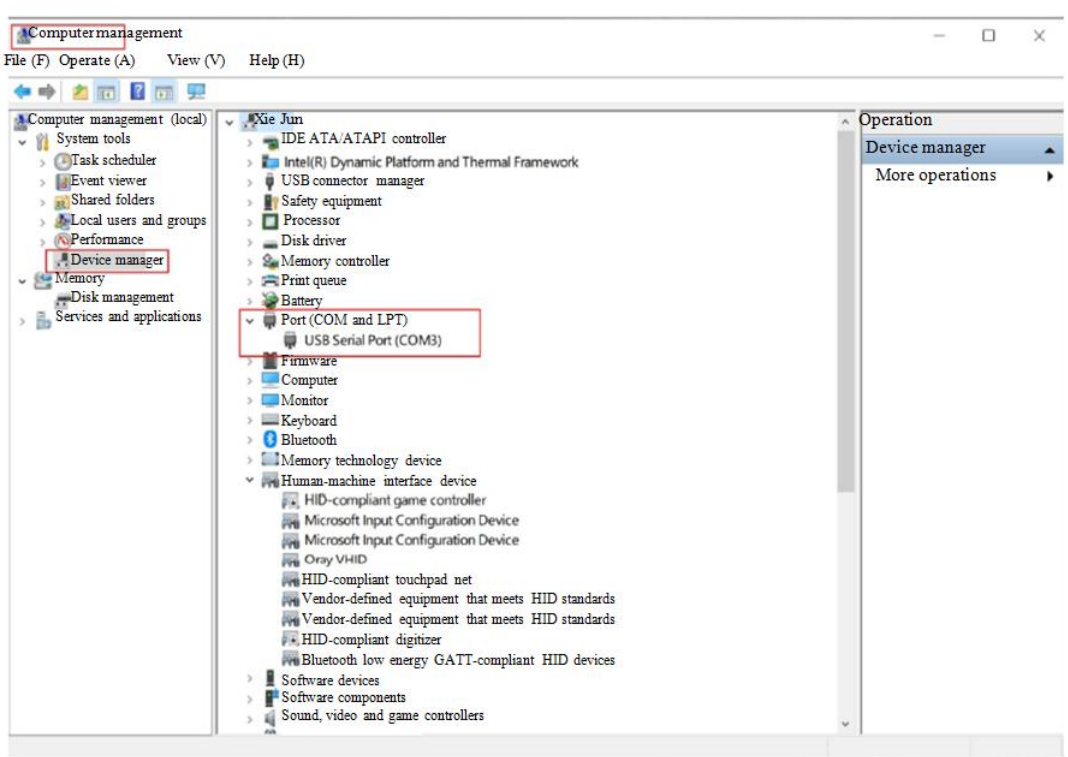 Computer management
File (F) Operate (A) View (V) Help (H)
Computer management (local)
System tools
Task scheduler
Event viewer
Shared folders
Local users and groups
Performance
Device manager
Memory
Disk management
Services and applications
Xie Jun
IDE ATA/ATAPI controller
Intel(R) Dynamic Platform and Thermal Framework
USB connector manager
Safety equipment
Processor
Disk driver
Memory controller
Print queue
Battery
Port (COM and LPT)
USB Serial Port (COM3)
Firmware
Computer
Monitor
Keyboard
Bluetooth
Memory technology device
Human-machine interface device
HID-compliant game controller
Microsoft Input Configuration Device
Microsoft Input Configuration Device
Oray VHID
HID-compliant touchpad net
Vendor-defined equipment that meets HID standards
Vendor-defined equipment that meets HID standards
HID-compliant digitizer
Bluetooth low energy GATT-compliant HID devices
Software devices
Software components
Sound, video and game controllers
Operation
Device manager
More operations